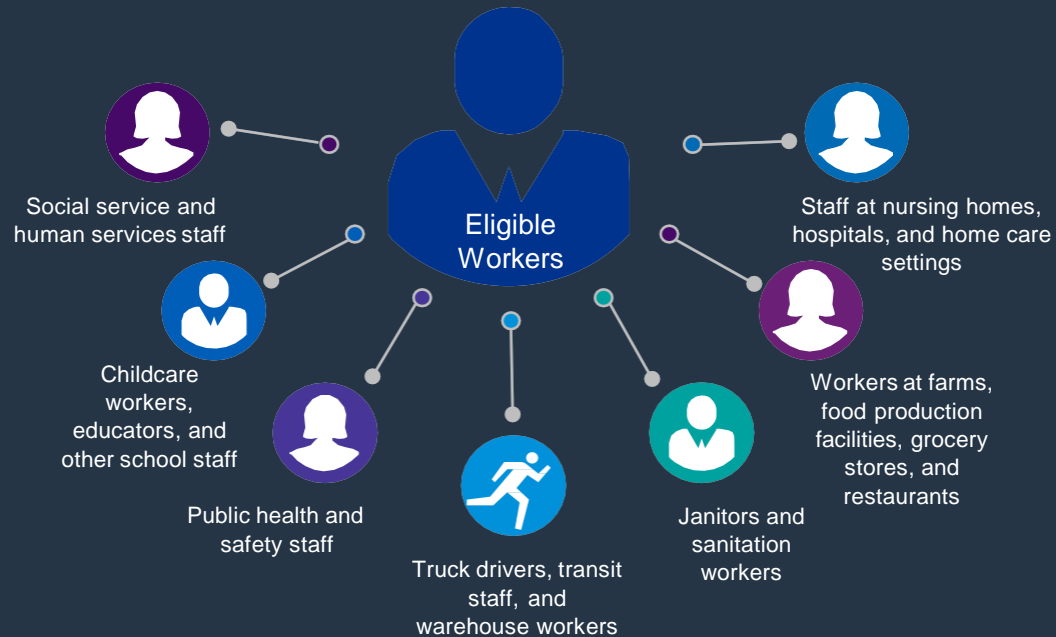 Eligible
Workers
Social service and
human services staff
Childcare
workers,
educators, and
other school staff
Public health and
safety staff
Truck drivers, transit
staff, and
warehouse workers
Janitors and
sanitation
workers
Workers at farms,
food production
facilities, grocery
stores, and
restaurants
Staff at nursing homes,
hospitals, and home care
settings